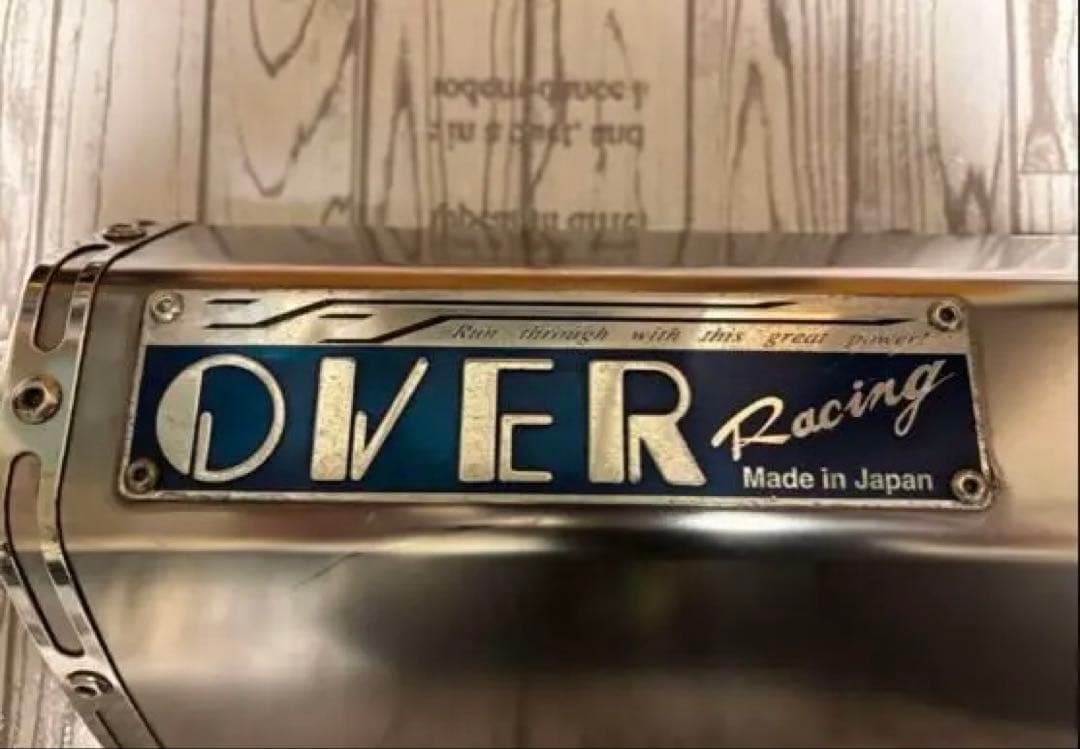 Run through with this great power!
OVER Racing
Made in Japan